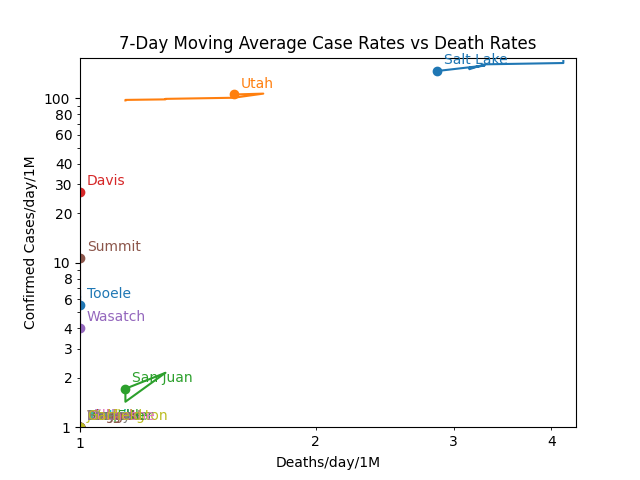 7-Day Moving Average Case Rates vs Death Rates
Salt Lake
Utah
Davis
Summit
Tooele
Wasatch
San Juan
Confirmed Cases/day/1M
100
80
60
40
30
20
10
8
6
4
3
2
1
1
2
3
4
Deaths/day/1M